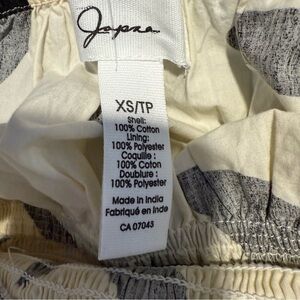 Jayne
XS/TP
Shell:
100% Cotton
Lining:
100% Polyester
Coquille :
100% Coton
Doublure :
100% Polyester
Made in India
Fabriqué en Inde
CA 07043